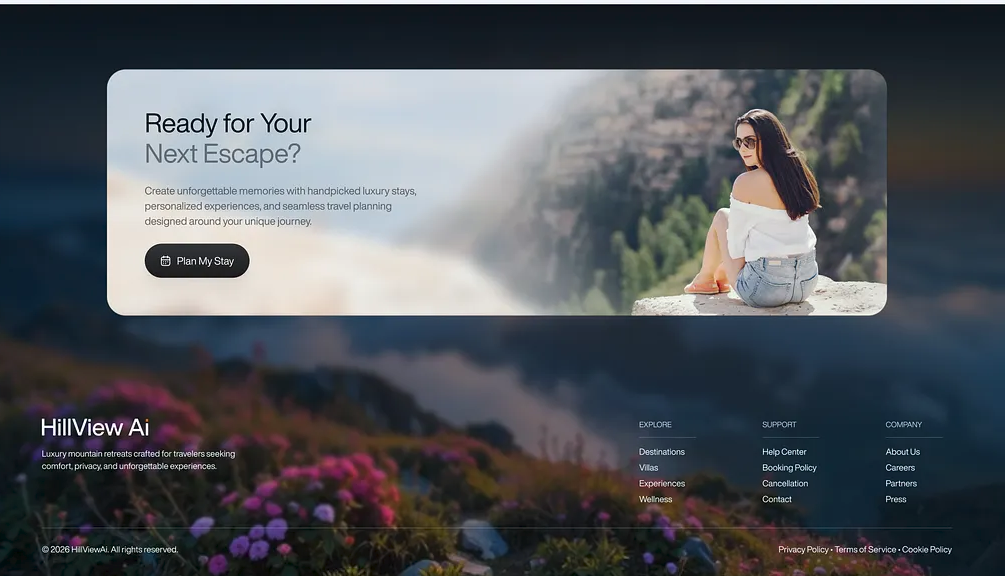 Ready for Your
Next Escape?
Create unforgettable memories with handpicked luxury stays,
personalized experiences, and seamless travel planning
designed around your unique journey.
Plan My Stay
HillView Ai
Luxury mountain retreats crafted for travelers seeking
comfort, privacy, and unforgettable experiences.
EXPLORE
Destinations
Villas
Experiences
Wellness
SUPPORT
Help Center
Booking Policy
Cancellation
Contact
COMPANY
About Us
Careers
Partners
Press
© 2026 HillViewAi. All rights reserved.
Privacy Policy • Terms of Service • Cookie Policy